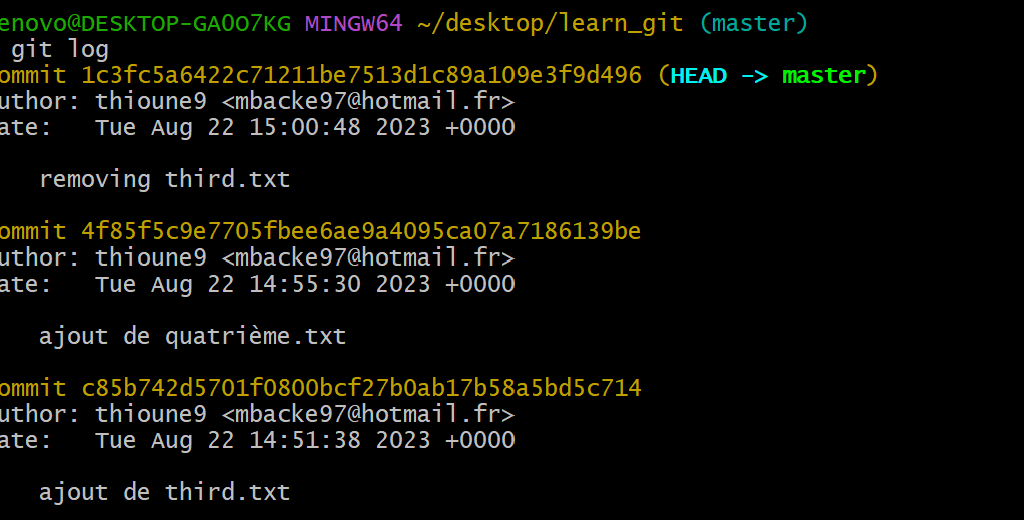 enovo@DESKTOP-GAOO7KG MINGW64 ~/desktop/learn_git (master)
git log
ommit 1c3fc5a6422c71211be7513d1c89a109e3f9d496 (HEAD -> master)
uthor: thioune9 <mbacke97@hotmail.fr>
ate:   Tue Aug 22 15:00:48 2023 +0000
removing third.txt
ommit 4f85f5c9e7705fbee6ae9a4095ca07a7186139be
uthor: thioune9 <mbacke97@hotmail.fr>
ate:   Tue Aug 22 14:55:30 2023 +0000
ajout de quatrième.txt
ommit c85b742d5701f0800bcf27b0ab17b58a5bd5c714
uthor: thioune9 <mbacke97@hotmail.fr>
ate:   Tue Aug 22 14:51:38 2023 +0000
ajout de third.txt